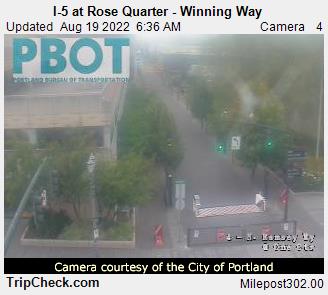 I-5 at Rose Quarter - Winning Way
Updated Aug 19 2022 6:36 AM Camera 4
PBOT
PORTLAND BUREAU OF TRANSPORTATION
Camera courtesy of the City of Portland
TripCheck.com Milepost302.00